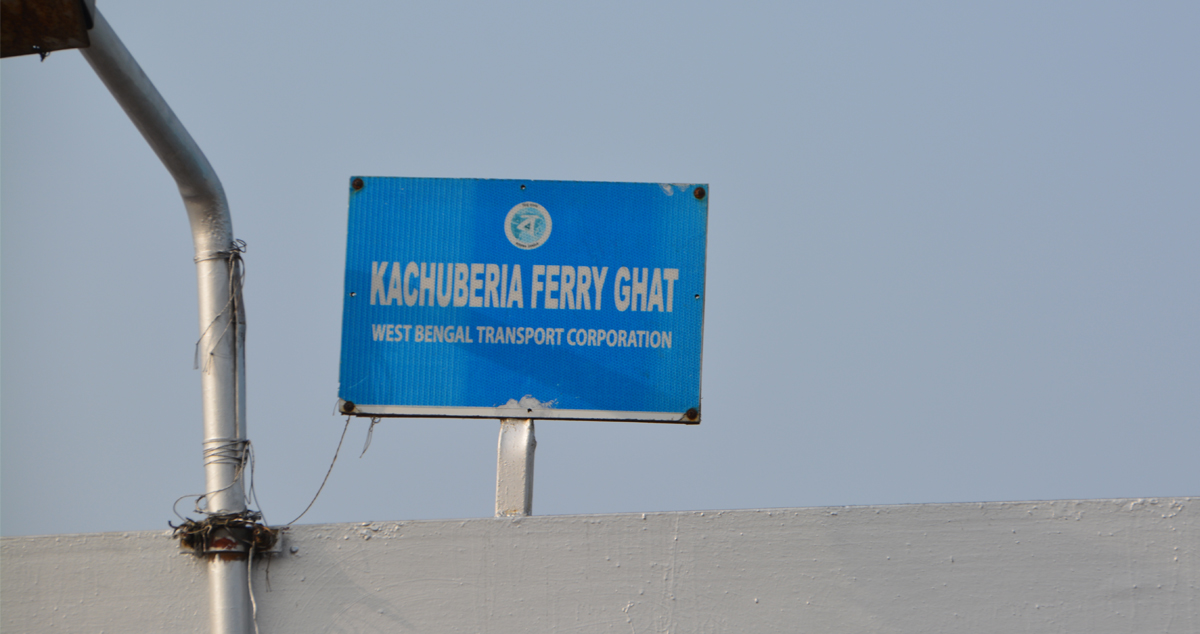 ব
KACHUBERIA FERRY GHAT
WEST BENGAL TRANSPORT CORPORATION